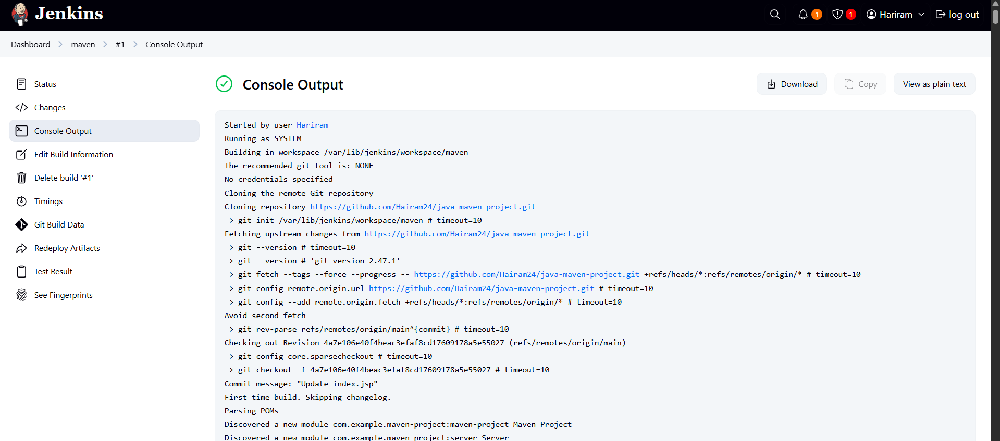 Jenkins
1
1
Hariram
log out
Dashboard > maven > #1 > Console Output
Status
Changes
Console Output
Edit Build Information
Delete build ‘#1’
Timings
Git Build Data
Redeploy Artifacts
Test Result
See Fingerprints
Console Output
Download
Copy
View as plain text
Started by user Hariram
Running as SYSTEM
Building in workspace /var/lib/jenkins/workspace/maven
The recommended git tool is: NONE
No credentials specified
Cloning the remote Git repository
Cloning repository https://github.com/Hairam24/java-maven-project.git
 > git init /var/lib/jenkins/workspace/maven # timeout=10
Fetching upstream changes from https://github.com/Hairam24/java-maven-project.git
 > git --version # timeout=10
 > git --version # 'git version 2.47.1'
 > git fetch --tags --force --progress -- https://github.com/Hairam24/java-maven-project.git +refs/heads/*:refs/remotes/origin/* # timeout=10
 > git config remote.origin.url https://github.com/Hairam24/java-maven-project.git # timeout=10
 > git config --add remote.origin.fetch +refs/heads/*:refs/remotes/origin/* # timeout=10
Avoid second fetch
 > git rev-parse refs/remotes/origin/main^{commit} # timeout=10
Checking out Revision 4a7e106e40f4beac3efaf8cd17609178a5e55027 (refs/remotes/origin/main)
 > git config core.sparsecheckout # timeout=10
 > git checkout -f 4a7e106e40f4beac3efaf8cd17609178a5e55027 # timeout=10
Commit message: "Update index.jsp"
First time build. Skipping changelog.
Parsing POMs
Discovered a new module com.example.maven-project:maven-project Maven Project
Discovered a new module com.example.maven-project:server Server